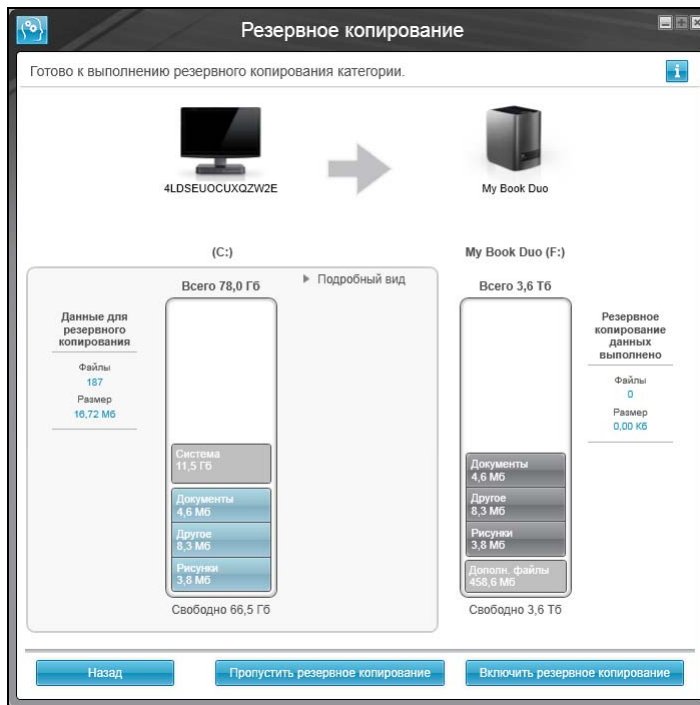 Резервное копирование
Готово к выполнению резервного копирования категории.
4LDSEUOCUXQZW2E
My Book Duo
(C:)
My Book Duo (F:)
Всего 78,0 Гб
Подробный вид
Всего 3,6 Тб
Данные для
резервного
копирования
Файлы
187
Размер
16,72 Мб
Система
11,5 Гб
Документы
4,6 Мб
Другое
8,3 Мб
Рисунки
3,8 Мб
Свободно 66,5 Гб
Резервное
копирование
данных
выполнено
Файлы
0
Размер
0,00 Кб
Документы
4,6 Мб
Другое
8,3 Мб
Рисунки
3,8 Мб
Дополн. файлы
458,6 Мб
Свободно 3,6 Тб
Назад
Пропустить резервное копирование
Включить резервное копирование